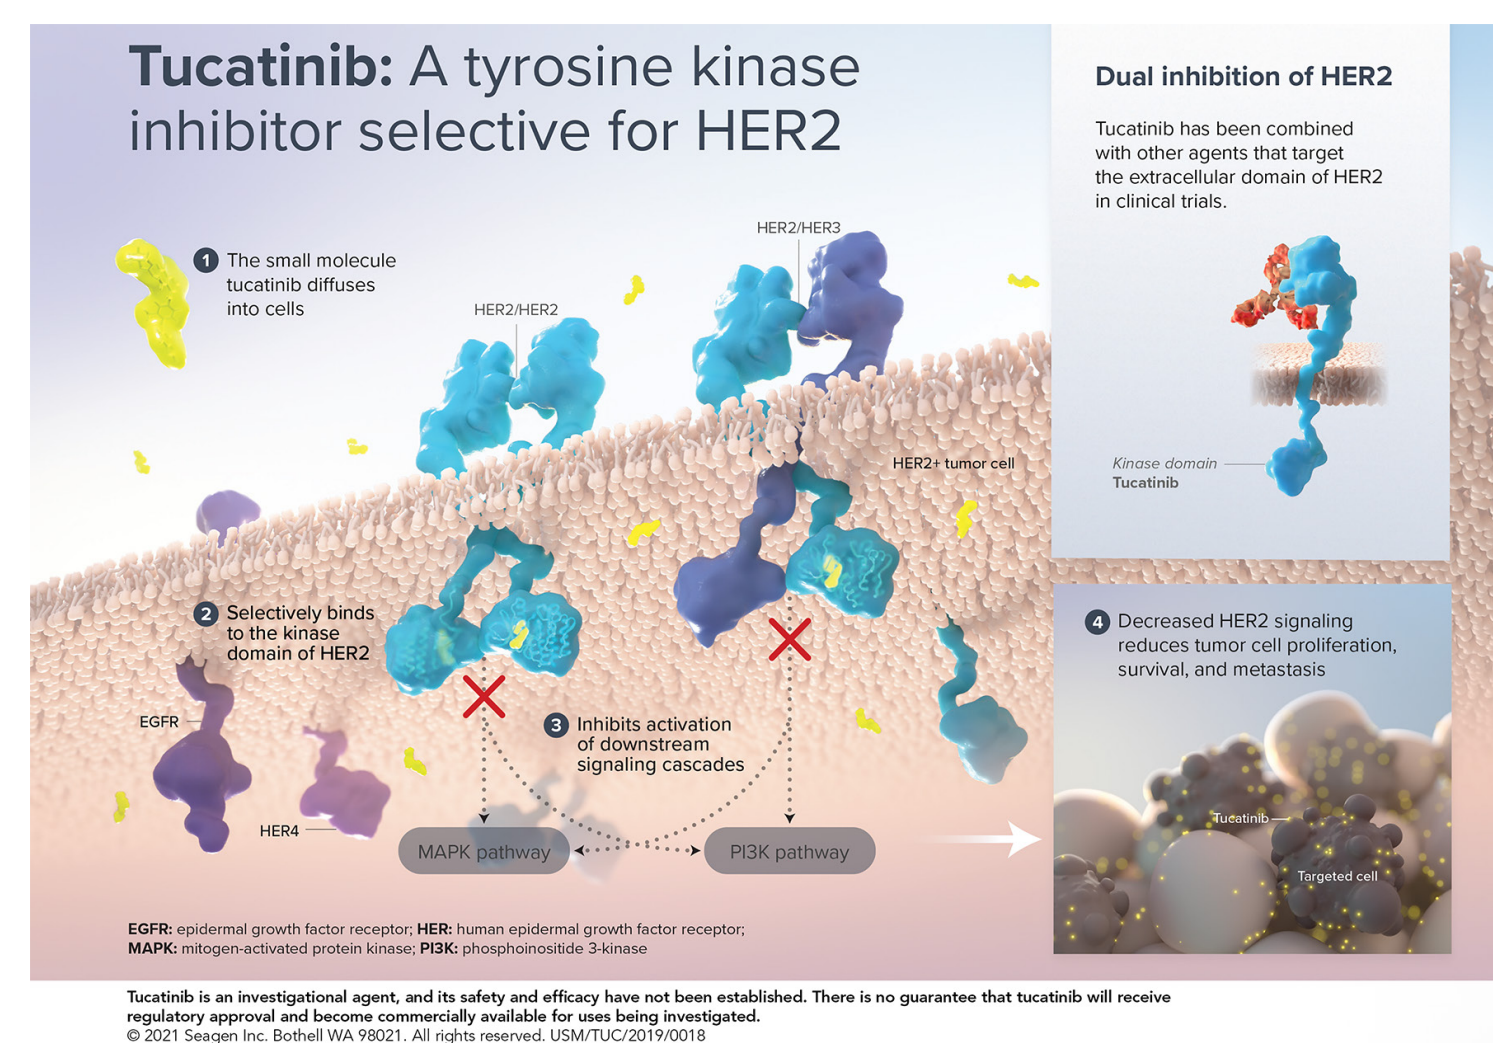 Tucatinib: A tyrosine kinase
inhibitor selective for HER2
1 The small molecule
tucatinib diffuses
into cells
HER2/HER2
HER2/HER3
HER2+ tumor cell
2 Selectively binds
to the kinase
domain of HER2
EGFR
HER4
3 Inhibits activation
of downstream
signaling cascades
MAPK pathway
PI3K pathway
EGFR: epidermal growth factor receptor; HER: human epidermal growth factor receptor;
MAPK: mitogen-activated protein kinase; PI3K: phosphoinositide 3-kinase
Dual inhibition of HER2
Tucatinib has been combined
with other agents that target
the extracellular domain of HER2
in clinical trials.
Kinase domain
Tucatinib
4 Decreased HER2 signaling
reduces tumor cell proliferation,
survival, and metastasis
Tucatinib
Targeted cell
Tucatinib is an investigational agent, and its safety and efficacy have not been established. There is no guarantee that tucatinib will receive
regulatory approval and become commercially available for uses being investigated.
© 2021 Seagen Inc. Bothell WA 98021. All rights reserved. USM/TUC/2019/0018